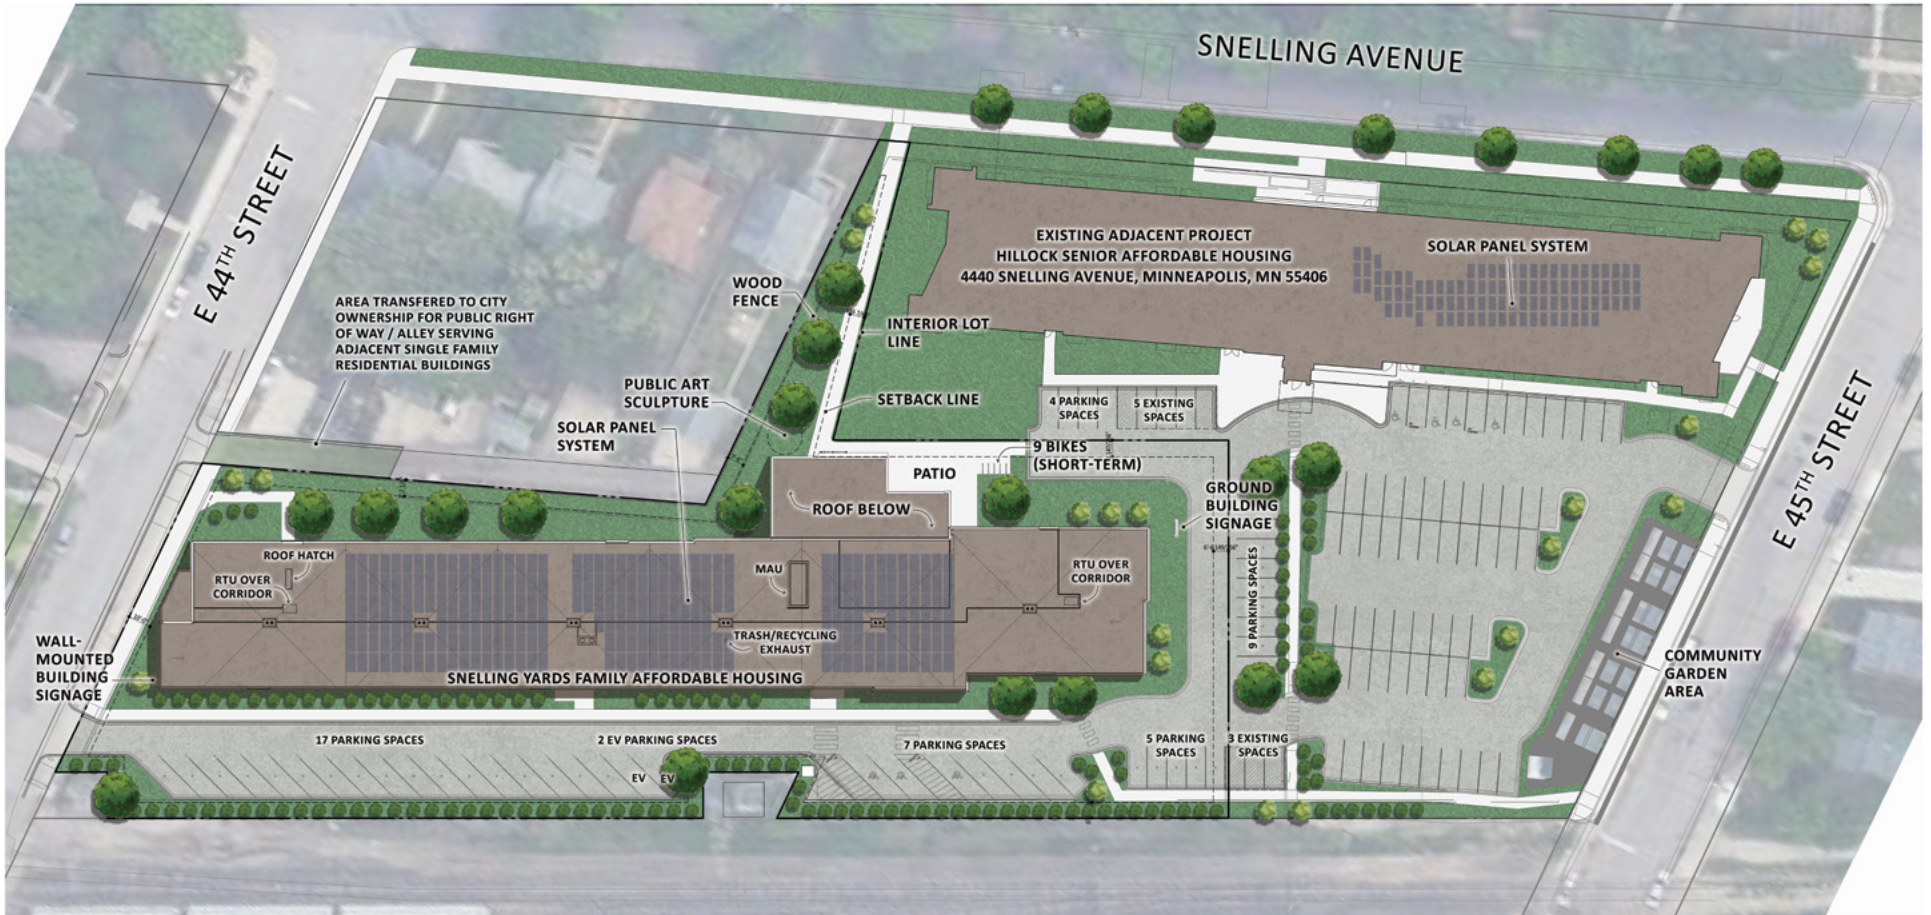 SNELLING AVENUE
E 44TH STREET
EXISTING ADJACENT PROJECT
HILLOCK SENIOR AFFORDABLE HOUSING
4440 SNELLING AVENUE, MINNEAPOLIS, MN 55406
SOLAR PANEL SYSTEM
WOOD
FENCE
AREA TRANSFERED TO CITY
OWNERSHIP FOR PUBLIC RIGHT
OF WAY / ALLEY SERVING
ADJACENT SINGLE FAMILY
RESIDENTIAL BUILDINGS
INTERIOR LOT
LINE
PUBLIC ART
SCULPTURE
SETBACK LINE
4 PARKING
SPACES
5 EXISTING
SPACES
E 45TH STREET
SOLAR PANEL
SYSTEM
9 BIKES
(SHORT-TERM)
PATIO
GROUND
BUILDING
SIGNAGE
ROOF BELOW
ROOF HATCH
RTU OVER
CORRIDOR
MAU
RTU OVER
CORRIDOR
9 PARKING SPACES
TRASH/RECYCLING
EXHAUST
WALL-
MOUNTED
BUILDING
SIGNAGE
SNELLING YARDS FAMILY AFFORDABLE HOUSING
COMMUNITY
GARDEN
AREA
17 PARKING SPACES
2 EV PARKING SPACES
7 PARKING SPACES
5 PARKING
SPACES
3 EXISTING
SPACES
EV
EV